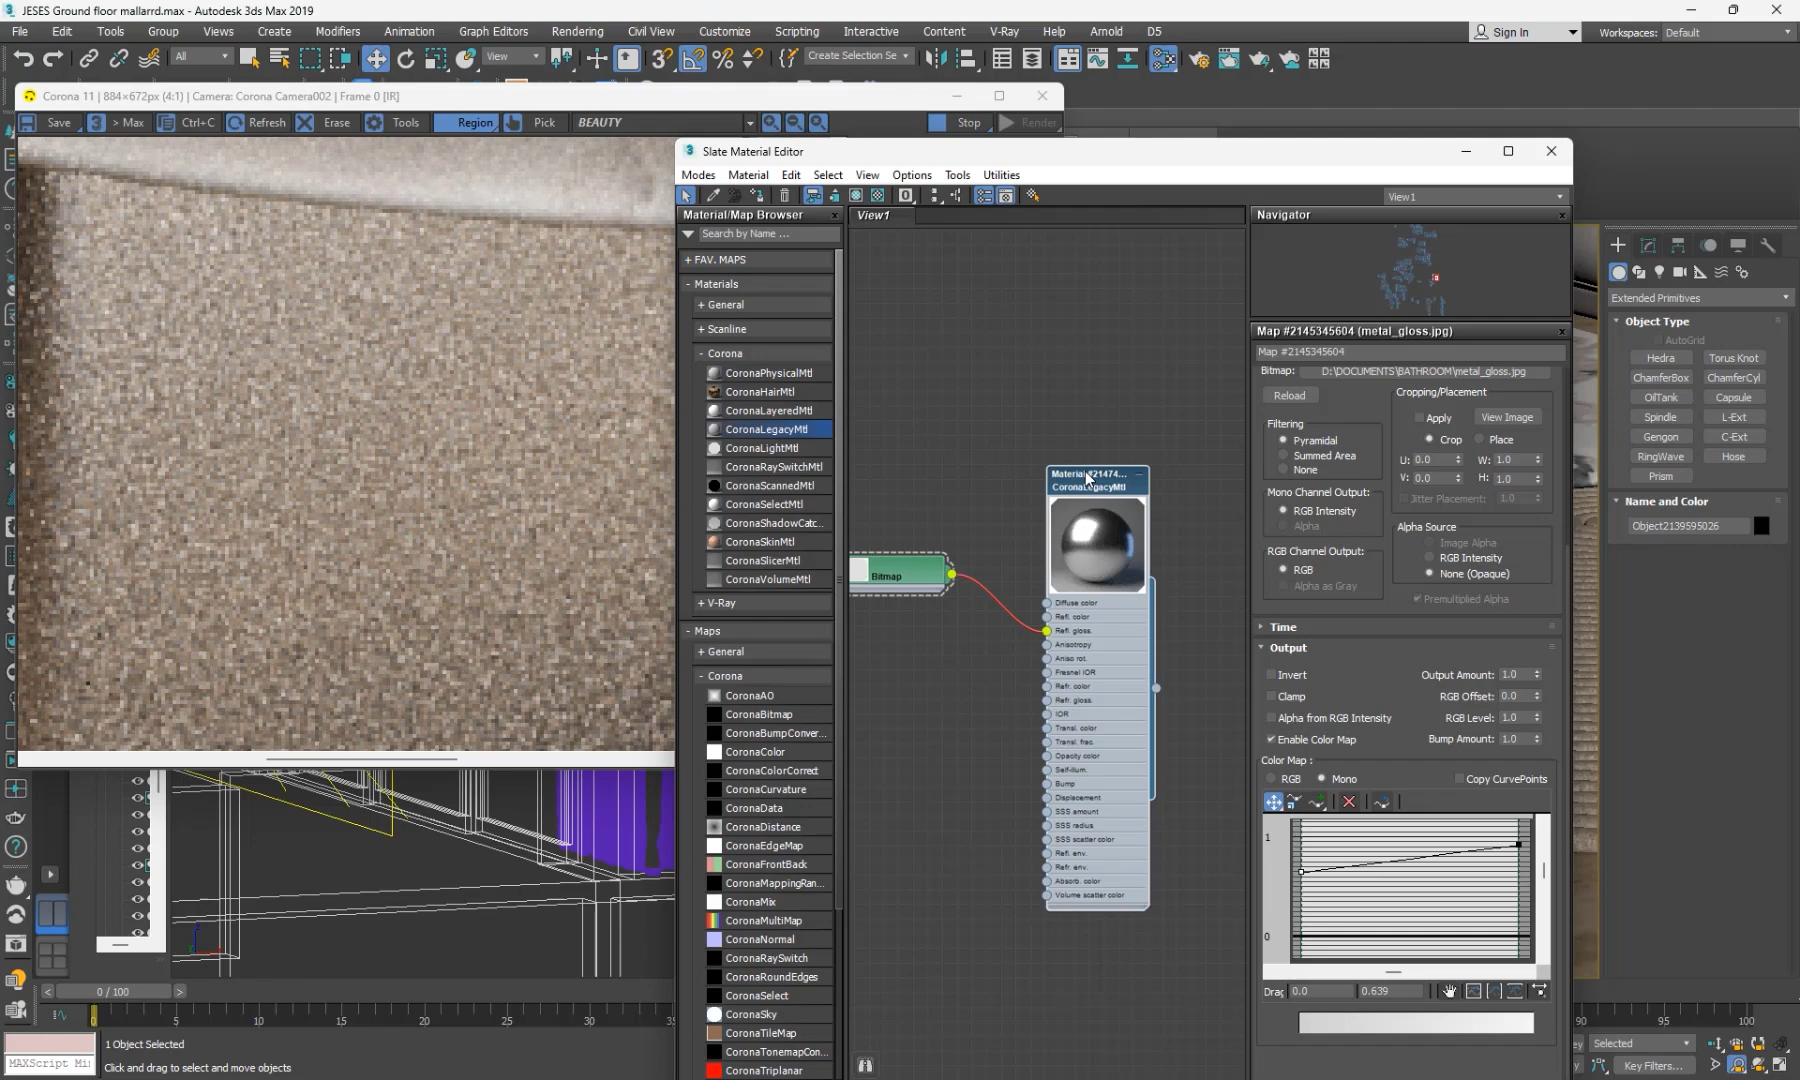 JESES Ground floor mallarrd.max - Autodesk 3ds Max 2019
File Edit Tools Group Views Create Modifiers Animation Graph Editors Rendering Civil View Customize Scripting Interactive Content V-Ray Help Arnold D5
Sign In Workspaces: Default
All View Create Selection Se
Corona 11 | 884×672px (4:1) | Camera: Corona Camera002 | Frame 0 [IR]
Save > Max Ctrl+C Refresh Erase Tools Region Pick BEAUTY Stop Render
Slate Material Editor
Modes Material Edit Select View Options Tools Utilities
View1
Material/Map Browser
Search by Name ...
+ FAV. MAPS
- Materials
+ General
+ Scanline
- Corona
CoronaPhysicalMtl
CoronaHairMtl
CoronaLayeredMtl
CoronaLegacyMtl
CoronaLightMtl
CoronaRaySwitchMtl
CoronaScannedMtl
CoronaSelectMtl
CoronaShadowCatc...
CoronaSkinMtl
CoronaSlicerMtl
CoronaVolumeMtl
+ V-Ray
- Maps
+ General
- Corona
CoronaAO
CoronaBitmap
CoronaBumpConver...
CoronaColor
CoronaColorCorrect
CoronaCurvature
CoronaData
CoronaDistance
CoronaEdgeMap
CoronaFrontBack
CoronaMappingRan...
CoronaMix
CoronaMultiMap
CoronaNormal
CoronaRaySwitch
CoronaRoundEdges
CoronaSelect
CoronaSky
CoronaTileMap
CoronaTonemapCon...
CoronaTriplanar
View1
Bitmap
Material #21474...
CoronaLegacyMtl
Diffuse color
Refl. color
Refl. gloss.
Anisotropy
Aniso rot.
Fresnel IOR
Refr. color
Refr. gloss.
IOR
Transl. color
Transl. frac.
Opacity color
Self-illum.
Bump
Displacement
SSS amount
SSS radius
SSS scatter color
Refl. env.
Refr. env.
Absorb. color
Volume scatter color
Navigator
Map #2145345604 (metal_gloss.jpg)
Map #2145345604
Bitmap: D:\DOCUMENTS\BATHROOM\metal_gloss.jpg
Reload
Cropping/Placement
Apply View Image
Crop Place
U: 0.0 W: 1.0
V: 0.0 H: 1.0
Jitter Placement: 1.0
Filtering
Pyramidal
Summed Area
None
Mono Channel Output:
RGB Intensity
Alpha
RGB Channel Output:
RGB
Alpha as Gray
Alpha Source
Image Alpha
RGB Intensity
None (Opaque)
Premultiplied Alpha
Time
Output
Invert Output Amount: 1.0
Clamp RGB Offset: 0.0
Alpha from RGB Intensity RGB Level: 1.0
Enable Color Map Bump Amount: 1.0
Color Map :
RGB Mono Copy CurvePoints
1
0
Drag 0.0 0.639
Extended Primitives
Object Type
AutoGrid
Hedra Torus Knot
ChamferBox ChamferCyl
OilTank Capsule
Spindle L-Ext
Gengon C-Ext
RingWave Hose
Prism
Name and Color
Object2139595026
< 0 / 100 >
0 5 10 15 20 25 30 90 95 100
1 Object Selected
MAXScript Mi
Click and drag to select and move objects
Selected
Key Filters...